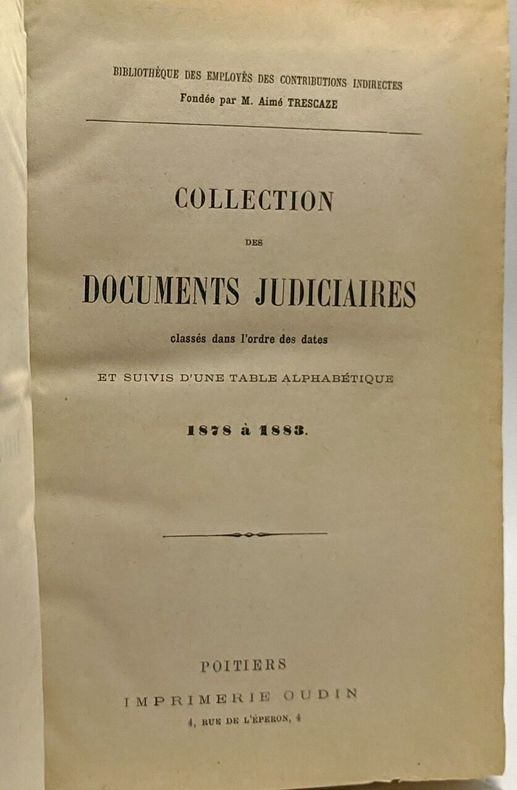 BIBLIOTHÈQUE DES EMPLOYÉS DES CONTRIBUTIONS INDIRECTES
Fondée par M. Aimé TRESCAZE
COLLECTION
DES
DOCUMENTS JUDICIAIRES
classés dans l'ordre des dates
ET SUIVIS D'UNE TABLE ALPHABÉTIQUE
1878 à 1883.
POITIERS
IMPRIMERIE OUDIN
4, RUE DE L'ÉPERON, 4